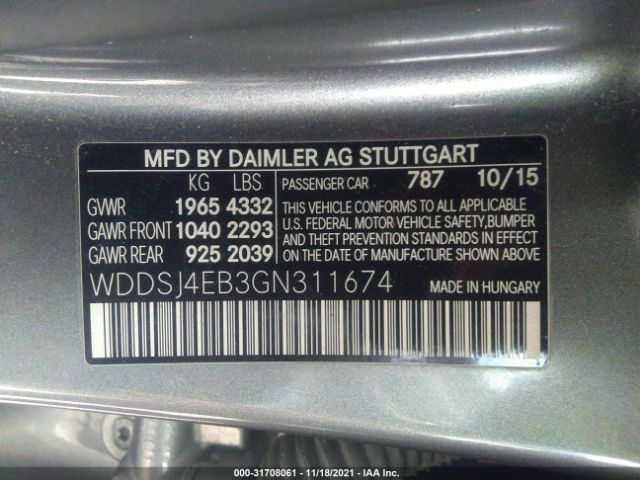 MFD BY DAIMLER AG STUTTGART
KG LBS
GVWR 1965 4332
GAWR FRONT 1040 2293
GAWR REAR 925 2039
PASSENGER CAR 787 10/15
THIS VEHICLE CONFORMS TO ALL APPLICABLE
U.S. FEDERAL MOTOR VEHICLE SAFETY, BUMPER
AND THEFT PREVENTION STANDARDS IN EFFECT
ON THE DATE OF MANUFACTURE SHOWN ABOVE.
WDDSJ4EB3GN311674 MADE IN HUNGARY
000-31708061 - 11/18/2021 - IAA Inc.